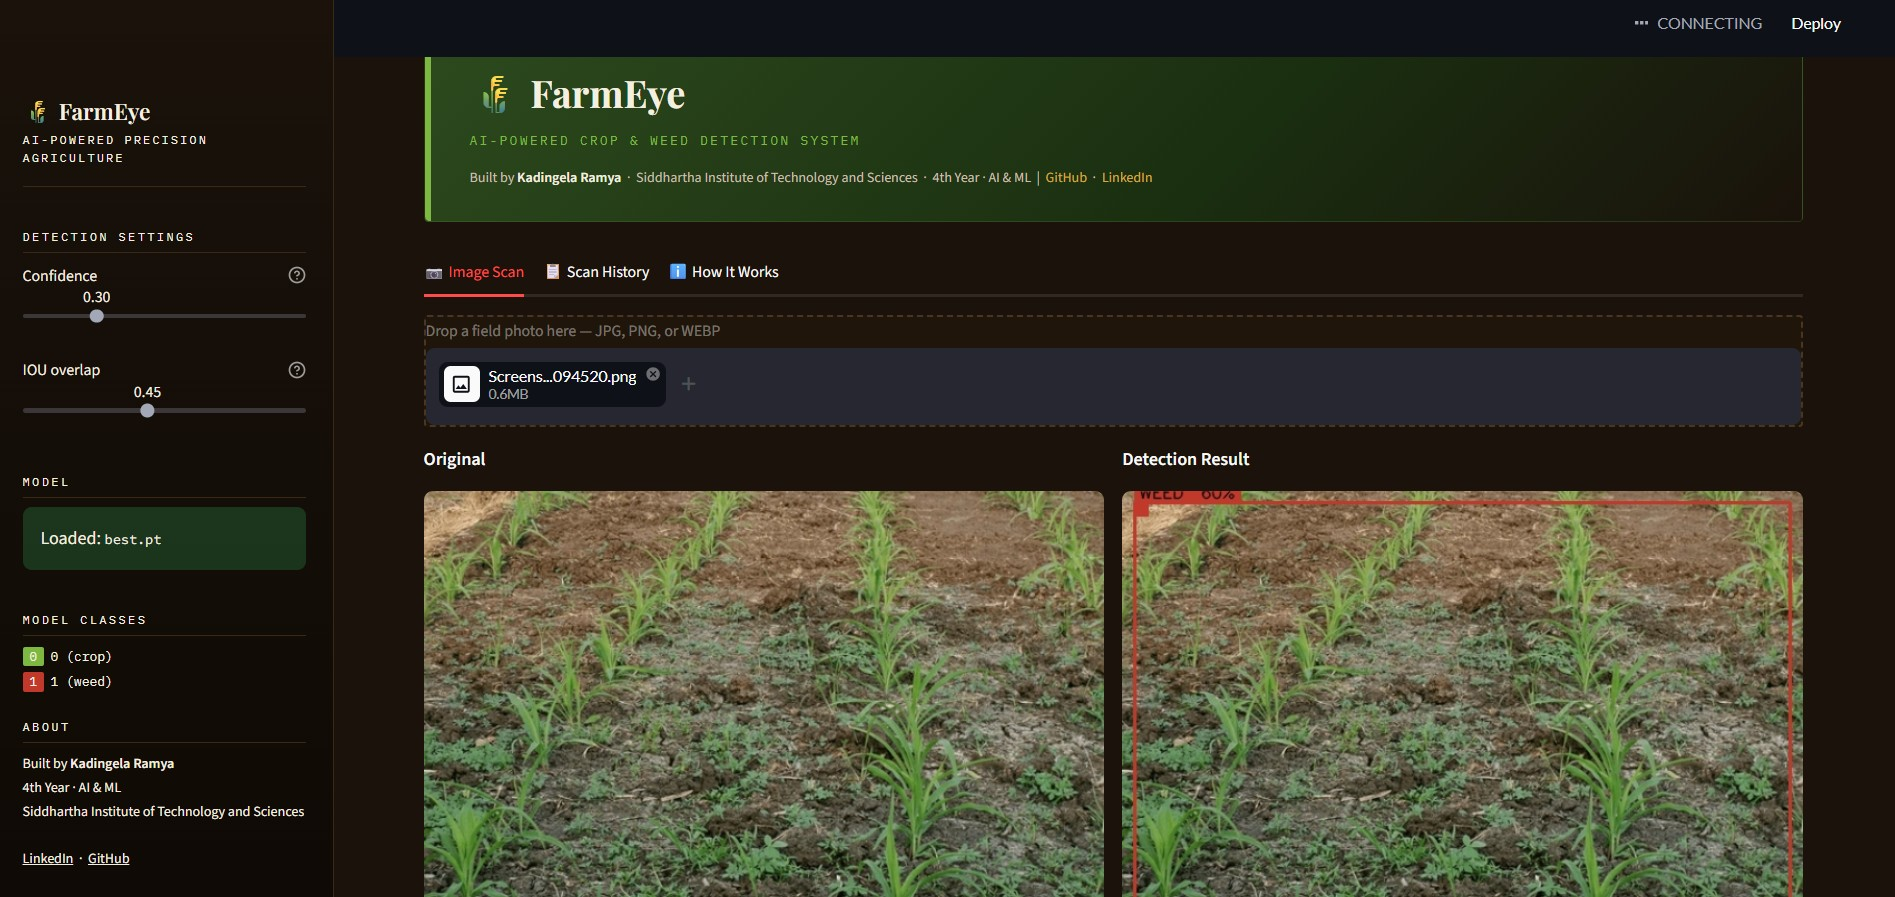 CONNECTING
Deploy
FarmEye
AI-POWERED PRECISION
AGRICULTURE
DETECTION SETTINGS
Confidence
0.30
IOU overlap
0.45
MODEL
Loaded: best.pt
MODEL CLASSES
0 0 (crop)
1 1 (weed)
ABOUT
Built by Kadingela Ramya
4th Year · AI & ML
Siddhartha Institute of Technology and Sciences
LinkedIn · GitHub
FarmEye
AI-POWERED CROP & WEED DETECTION SYSTEM
Built by Kadingela Ramya · Siddhartha Institute of Technology and Sciences · 4th Year · AI & ML | GitHub · LinkedIn
Image Scan
Scan History
How It Works
Drop a field photo here — JPG, PNG, or WEBP
Screens...094520.png
0.6MB
Original
Detection Result
WEED 60%